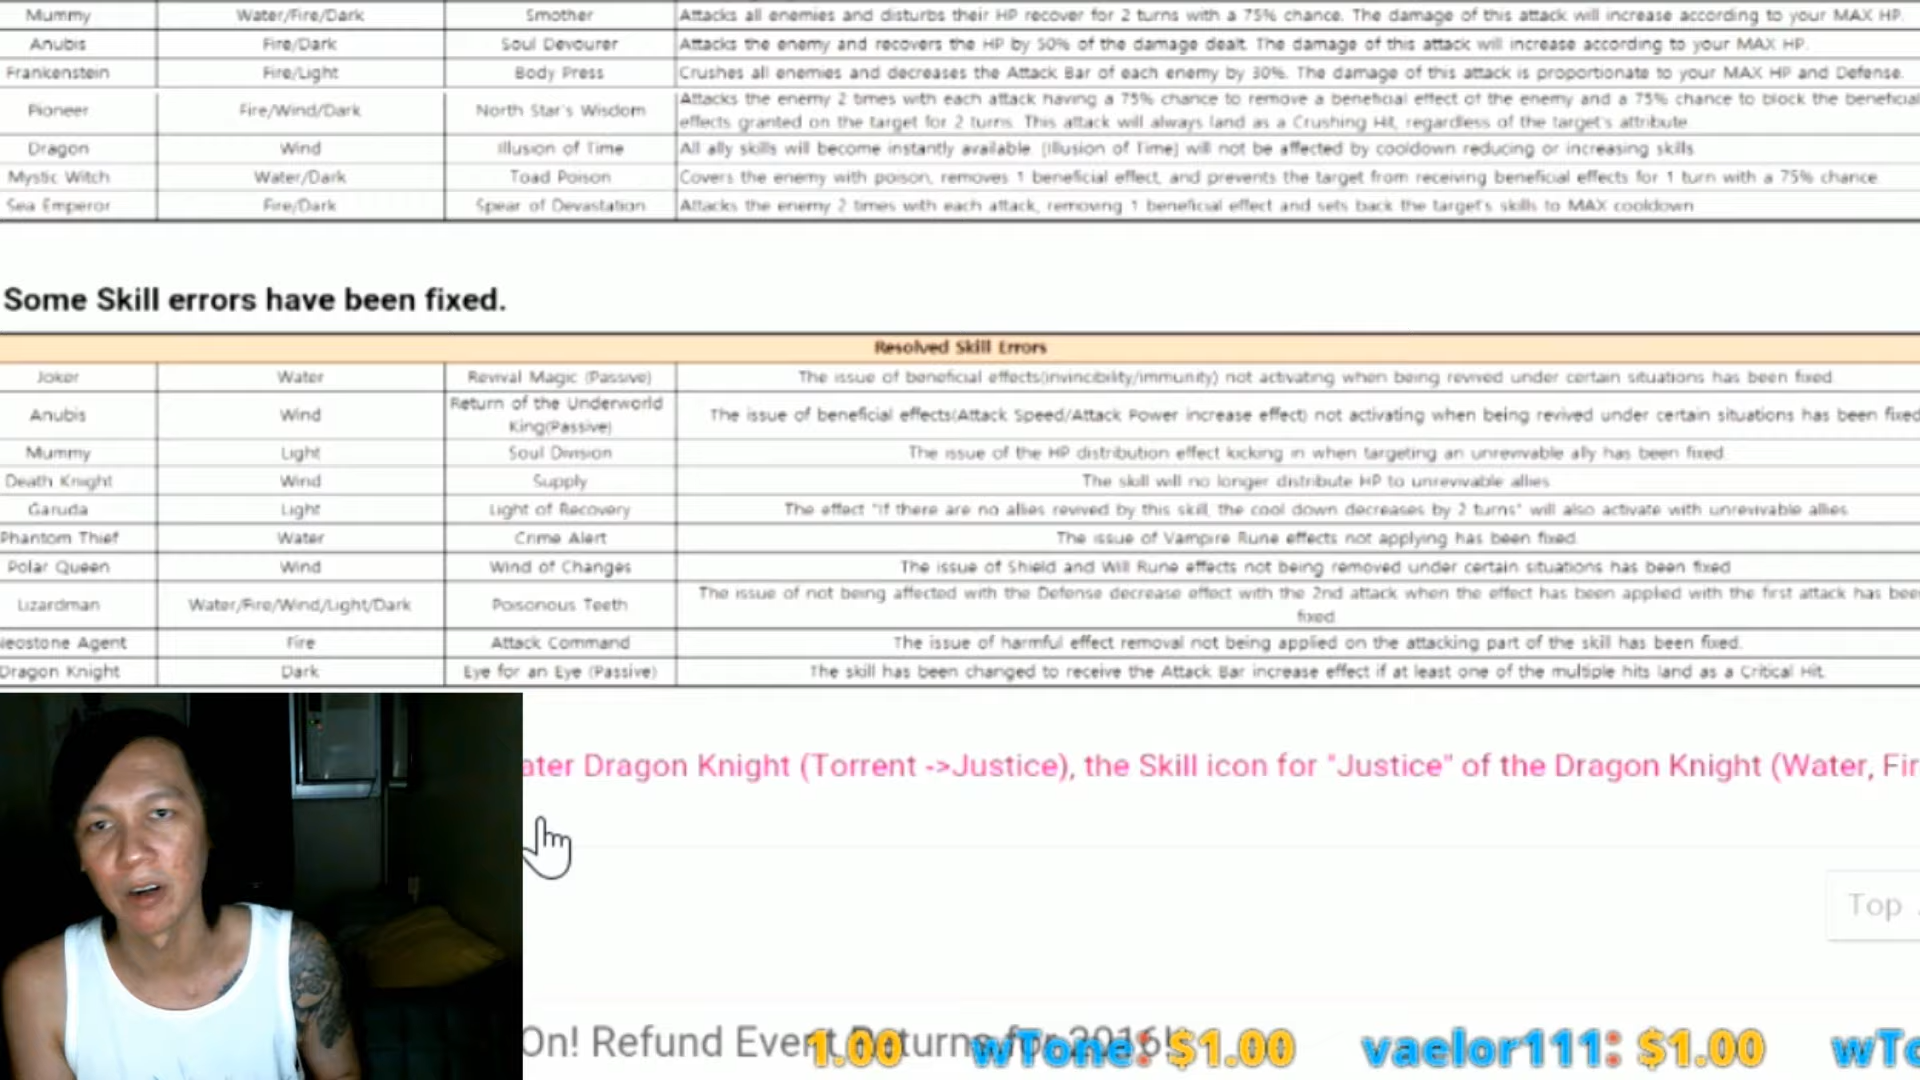 Mummy Water/Fire/Dark Smother Attacks all enemies and disturbs their HP recover for 2 turns with a 75% chance. The damage of this attack will increase according to your MAX HP.
Anubis Fire/Dark Soul Devourer Attacks the enemy and recovers the HP by 50% of the damage dealt. The damage of this attack will increase according to your MAX HP.
Frankenstein Fire/Light Body Press Crushes all enemies and decreases the Attack Bar of each enemy by 30%. The damage of this attack is proportionate to your MAX HP and Defense.
Pioneer Fire/Wind/Dark North Star's Wisdom Attacks the enemy 2 times with each attack having a 75% chance to remove a beneficial effect of the enemy and a 75% chance to block the beneficial
effects granted on the target for 2 turns. This attack will always land as a Crushing Hit, regardless of the target's attribute
Dragon Wind Illusion of Time All ally skills will become instantly available. [Illusion of Time] will not be affected by cooldown reducing or increasing skills
Mystic Witch Water/Dark Toad Poison Covers the enemy with poison, removes 1 beneficial effect, and prevents the target from receiving beneficial effects for 1 turn with a 75% chance
Sea Emperor Fire/Dark Spear of Devastation Attacks the enemy 2 times with each attack, removing 1 beneficial effect and sets back the target's skills to MAX cooldown
Some Skill errors have been fixed.
Resolved Skill Errors
Joker Water Revival Magic (Passive) The issue of beneficial effects(invincibility/immunity) not activating when being revived under certain situations has been fixed.
Anubis Wind Return of the Underworld King(Passive) The issue of beneficial effects(Attack Speed/Attack Power increase effect) not activating when being revived under certain situations has been fixed
Mummy Light Soul Division The issue of the HP distribution effect kicking in when targeting an unrevivable ally has been fixed.
Death Knight Wind Supply The skill will no longer distribute HP to unrevivable allies
Garuda Light Light of Recovery The effect "If there are no allies revived by this skill, the cool down decreases by 2 turns" will also activate with unrevivable allies.
Phantom Thief Water Crime Alert The issue of Vampire Rune effects not applying has been fixed.
Polar Queen Wind Wind of Changes The issue of Shield and Will Rune effects not being removed under certain situations has been fixed
Lizardman Water/Fire/Wind/Light/Dark Poisonous Teeth The issue of not being affected with the Defense decrease effect with the 2nd attack when the effect has been applied with the first attack has bee
fixed
eostone Agent Fire Attack Command The issue of harmful effect removal not being applied on the attacking part of the skill has been fixed.
Dragon Knight Dark Eye for an Eye (Passive) The skill has been changed to receive the Attack Bar increase effect if at least one of the multiple hits land as a Critical Hit.
ater Dragon Knight (Torrent ->Justice), the Skill icon for "Justice" of the Dragon Knight (Water, Fir
Top
On! Refund Event Returns for 2016!
1.00 wTone: $1.00 vaelor111: $1.00 wTo